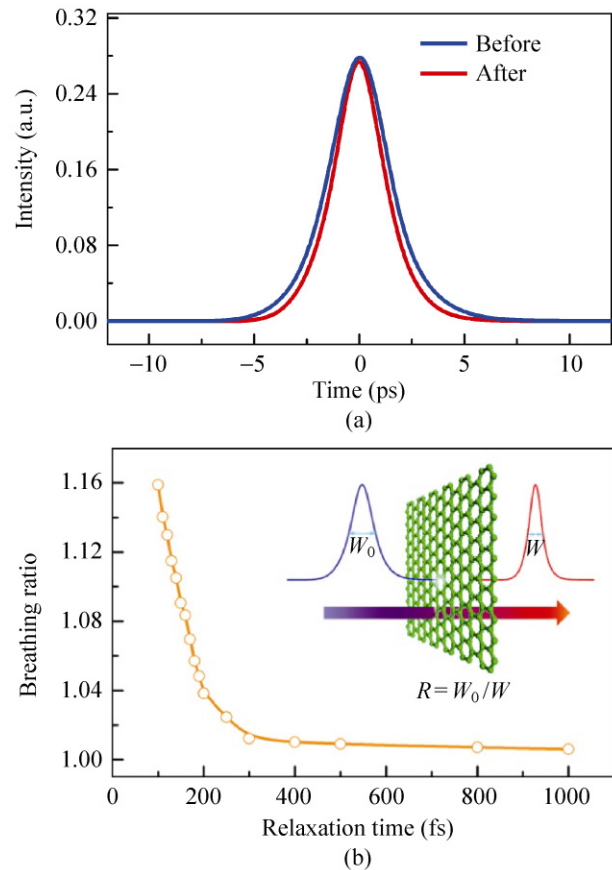 0.32
0.24
0.16
0.08
0.00
Intensity (a.u.)
Before
After
−10
−5
0
5
10
Time (ps)
(a)
1.16
1.12
1.08
1.04
1.00
Breathing ratio
W0
W
R = W0/W
0
200
400
600
800
1000
Relaxation time (fs)
(b)